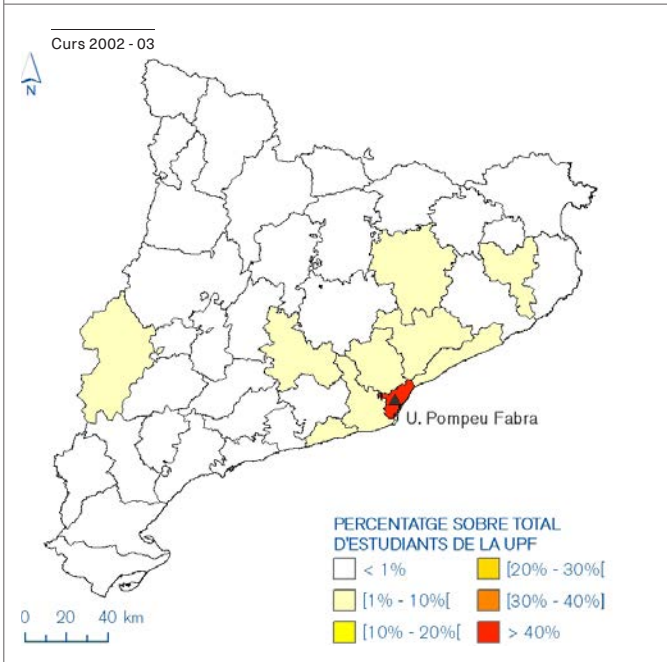 Curs 2002 - 03
N
U. Pompeu Fabra
PERCENTATGE SOBRE TOTAL
D'ESTUDIANTS DE LA UPF
< 1%
[20% - 30%[
[1% - 10%[
[30% - 40%]
[10% - 20%[
> 40%
0 20 40 km